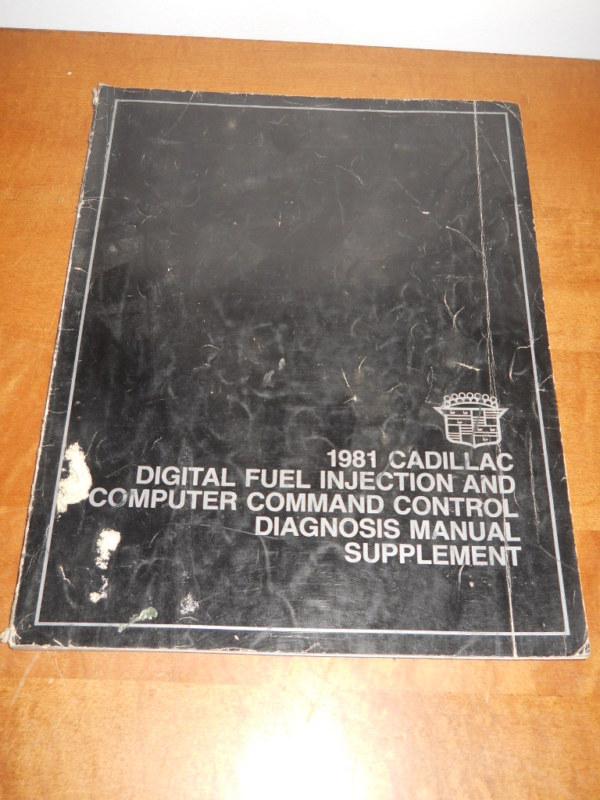 1981 CADILLAC
DIGITAL FUEL INJECTION AND
COMPUTER COMMAND CONTROL
DIAGNOSIS MANUAL
SUPPLEMENT